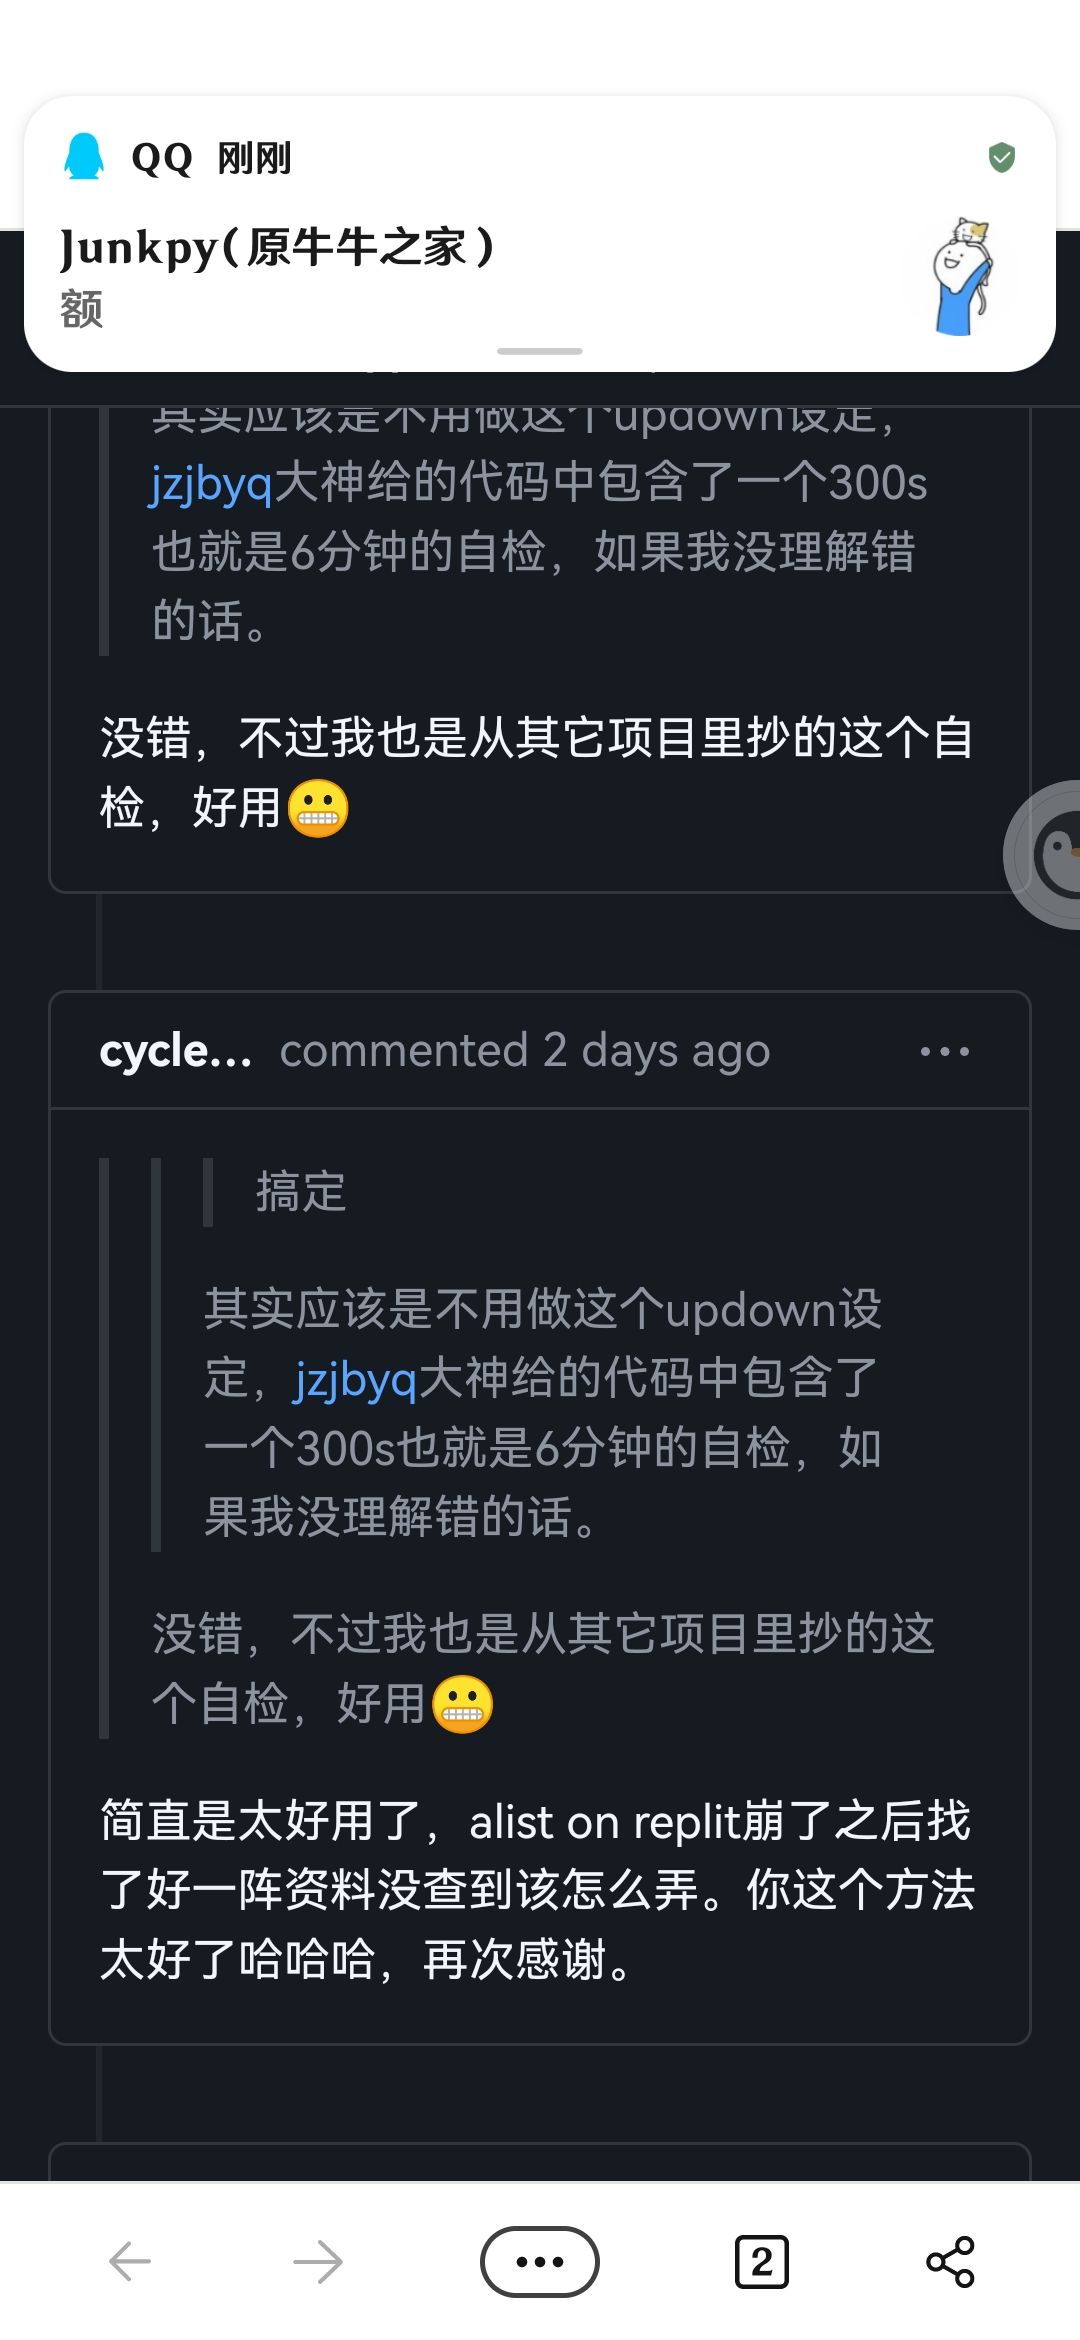 QQ 刚刚
Junkpy(原牛牛之家)
额
其实应该是不用做这个updown设定，
jzjbyq大神给的代码中包含了一个300s
也就是6分钟的自检，如果我没理解错
的话。
没错，不过我也是从其它项目里抄的这个自
检，好用😬
cycle... commented 2 days ago
搞定
其实应该是不用做这个updown设
定，jzjbyq大神给的代码中包含了
一个300s也就是6分钟的自检，如
果我没理解错的话。
没错，不过我也是从其它项目里抄的这
个自检，好用😬
简直是太好用了，alist on replit崩了之后找
了好一阵资料没查到该怎么弄。你这个方法
太好了哈哈哈，再次感谢。
2